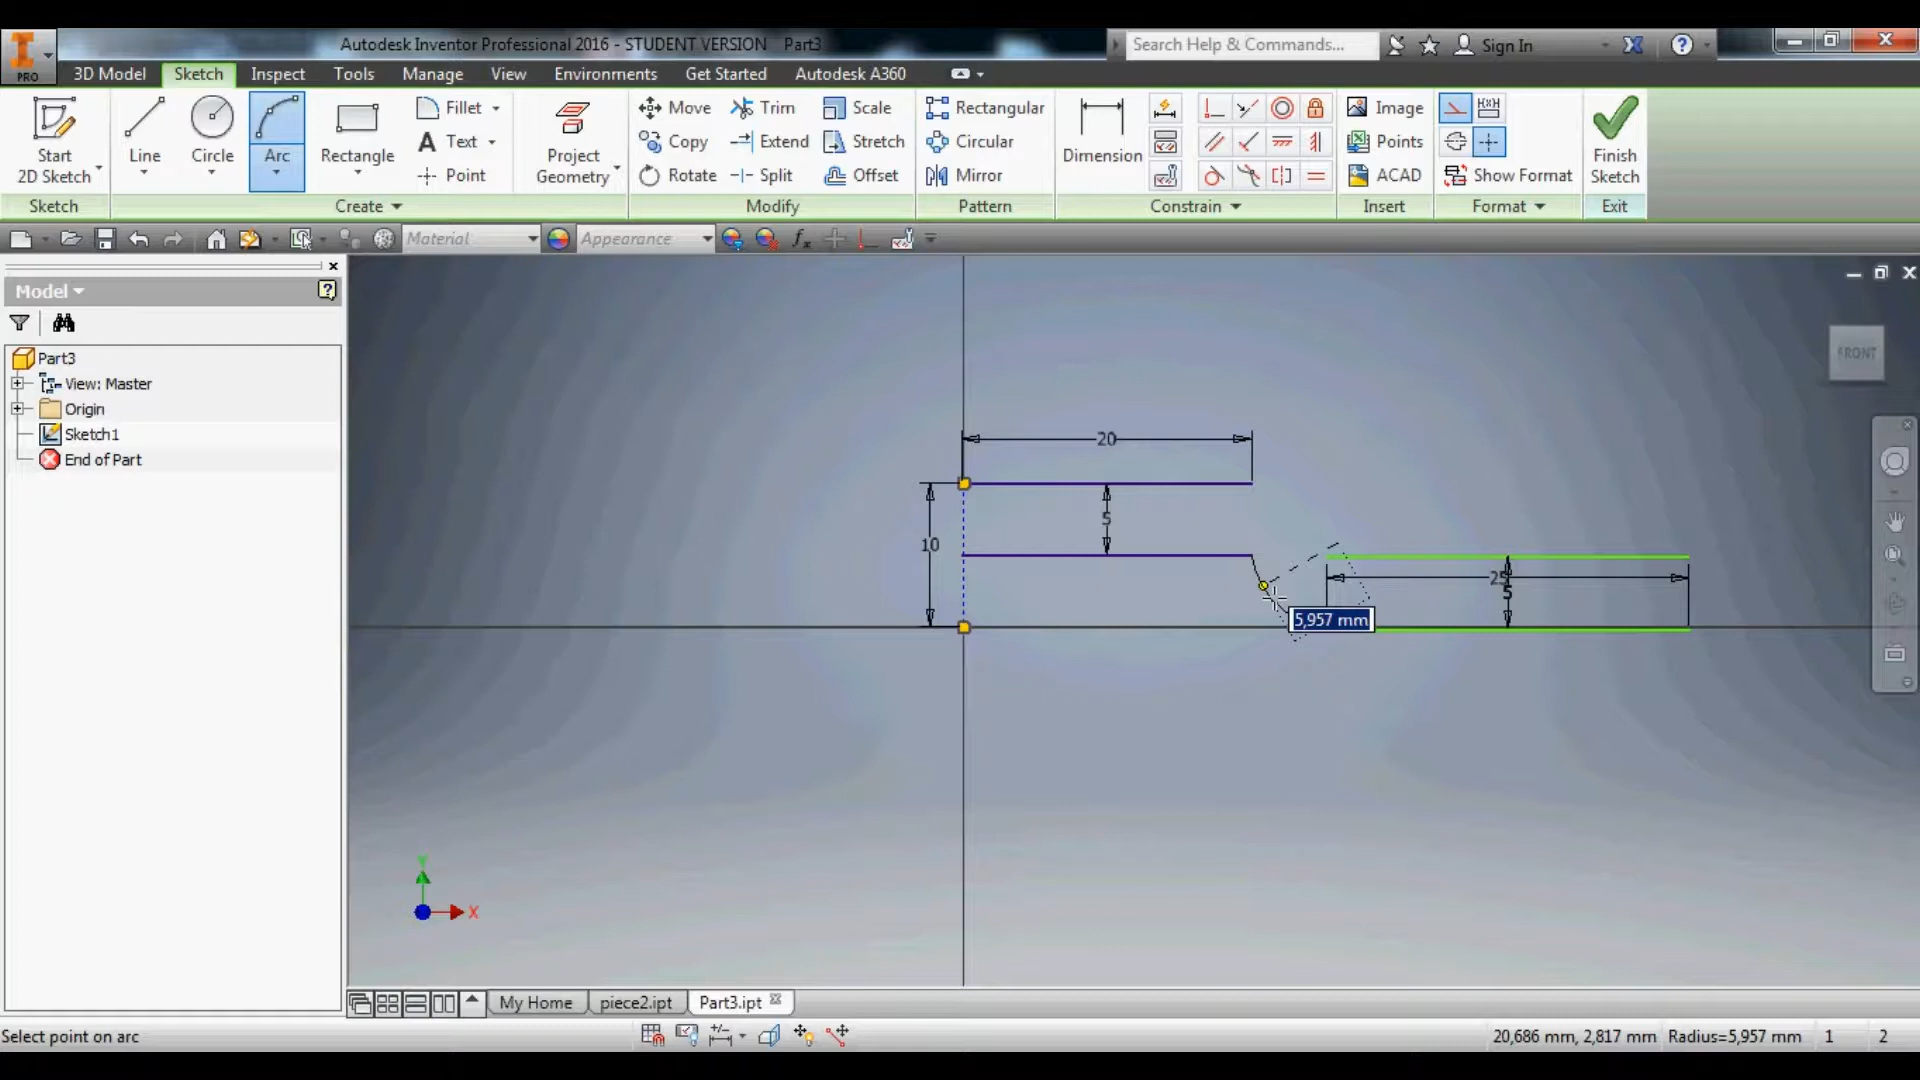 Autodesk Inventor Professional 2016 - STUDENT VERSION Part3
Search Help & Commands...
Sign In
PRO
3D Model
Sketch
Inspect
Tools
Manage
View
Environments
Get Started
Autodesk A360
Start
2D Sketch
Line
Circle
Arc
Rectangle
Fillet
Text
Point
Project
Geometry
Move
Copy
Rotate
Trim
Extend
Split
Scale
Stretch
Offset
Rectangular
Circular
Mirror
Dimension
Image
Points
ACAD
Show Format
Finish
Sketch
Sketch
Create
Modify
Pattern
Constrain
Insert
Format
Exit
Material
Appearance
fx
Model
Part3
View: Master
Origin
Sketch1
End of Part
FRONT
20
5
10
25
5
5,957 mm
Y
X
My Home
piece2.ipt
Part3.ipt
Select point on arc
20,686 mm, 2,817 mm
Radius=5,957 mm
1
2